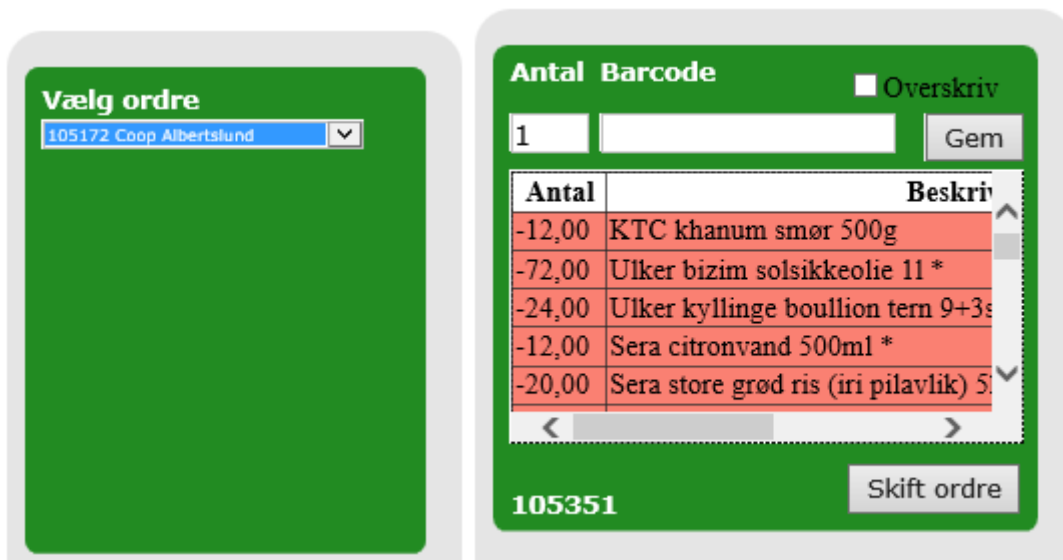 Vælg ordre
105172 Coop Albertslund
Antal Barcode
Overskriv
1
Gem
Antal
-12,00 KTC khanum smør 500g
-72,00 Ulker bizim solsikkeolie 1l *
-24,00 Ulker kyllinge boullion tern
-12,00 Sera citronvand 500ml *
-20,00 Sera store grød ris (iri pilavlik)
105351
Skift ordre